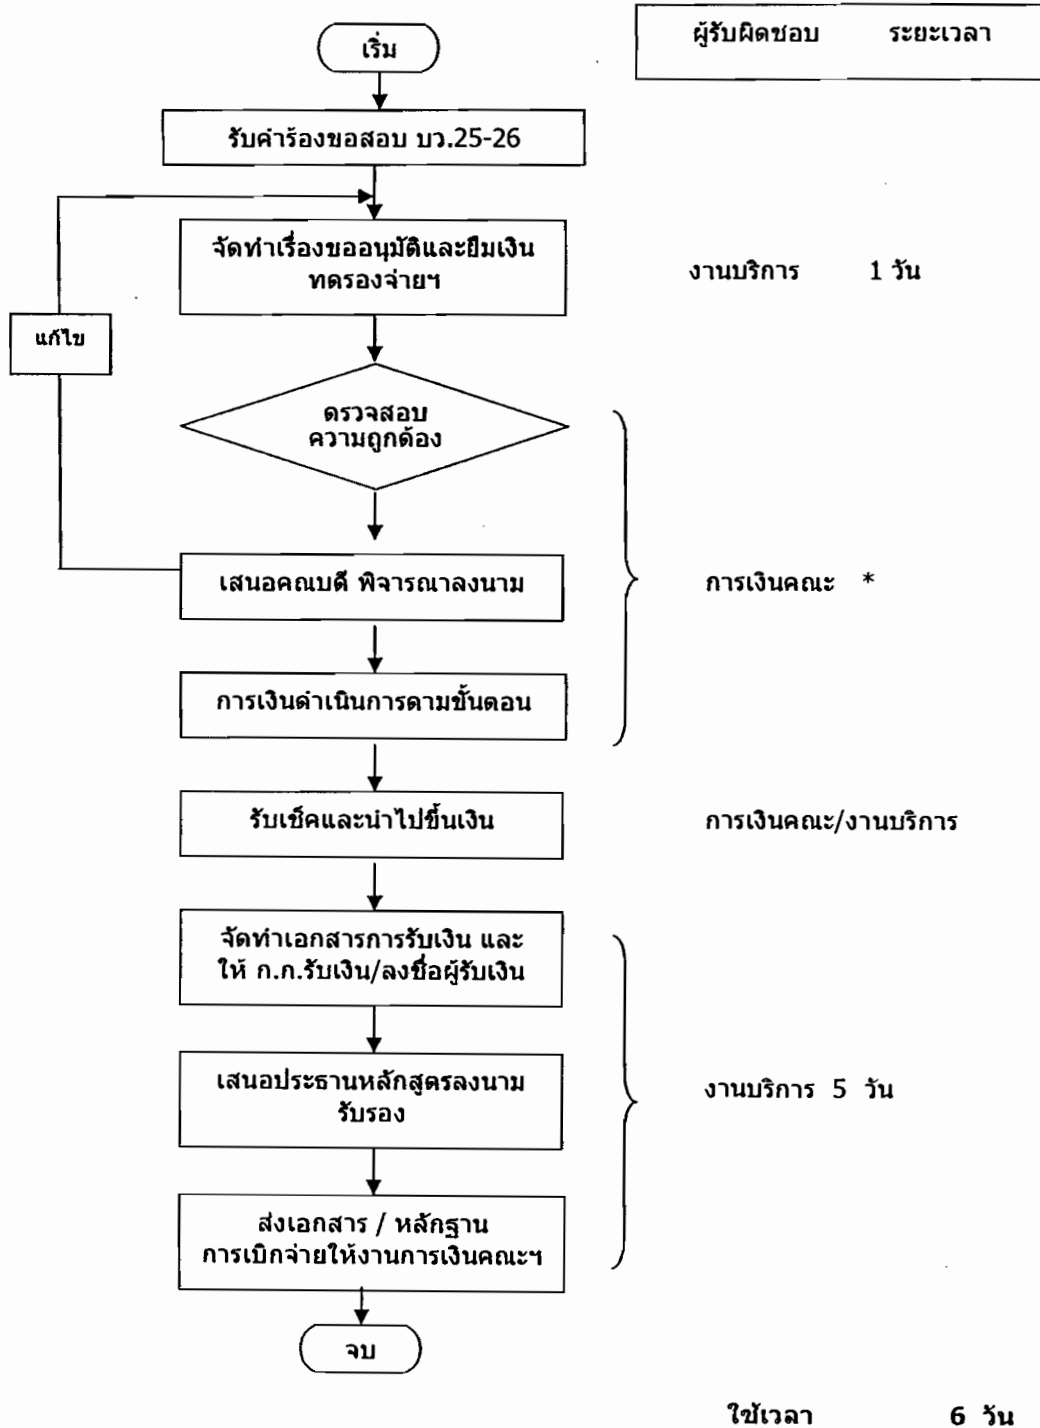 ผู้รับผิดชอบ ระยะเวลา
เริ่ม
รับคำร้องขอสอบ บว.25-26
จัดทำเรื่องขออนุมัติและยืมเงิน
ทดรองจ่ายฯ
งานบริการ 1 วัน
แก้ไข
ตรวจสอบ
ความถูกต้อง
เสนอคณบดี พิจารณาลงนาม
การเงินคณะ *
การเงินดำเนินการตามขั้นตอน
รับเช็คและนำไปขึ้นเงิน
การเงินคณะ/งานบริการ
จัดทำเอกสารการรับเงิน และ
ให้ ก.ก.รับเงิน/ลงชื่อผู้รับเงิน
เสนอประธานหลักสูตรลงนาม
รับรอง
งานบริการ 5 วัน
ส่งเอกสาร / หลักฐาน
การเบิกจ่ายให้งานการเงินคณะฯ
จบ
ใช้เวลา 6 วัน